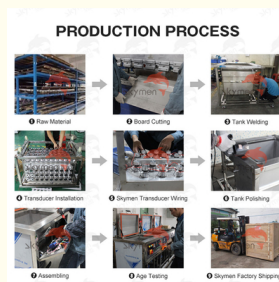 PRODUCTION PROCESS
skymen
❶ Raw Material
❷ Board Cutting
❸ Tank Welding
❹ Transducer Installation
❺ Skymen Transducer Wiring
❻ Tank Polishing
❼ Assembling
❽ Age Testing
❾ Skymen Factory Shipping